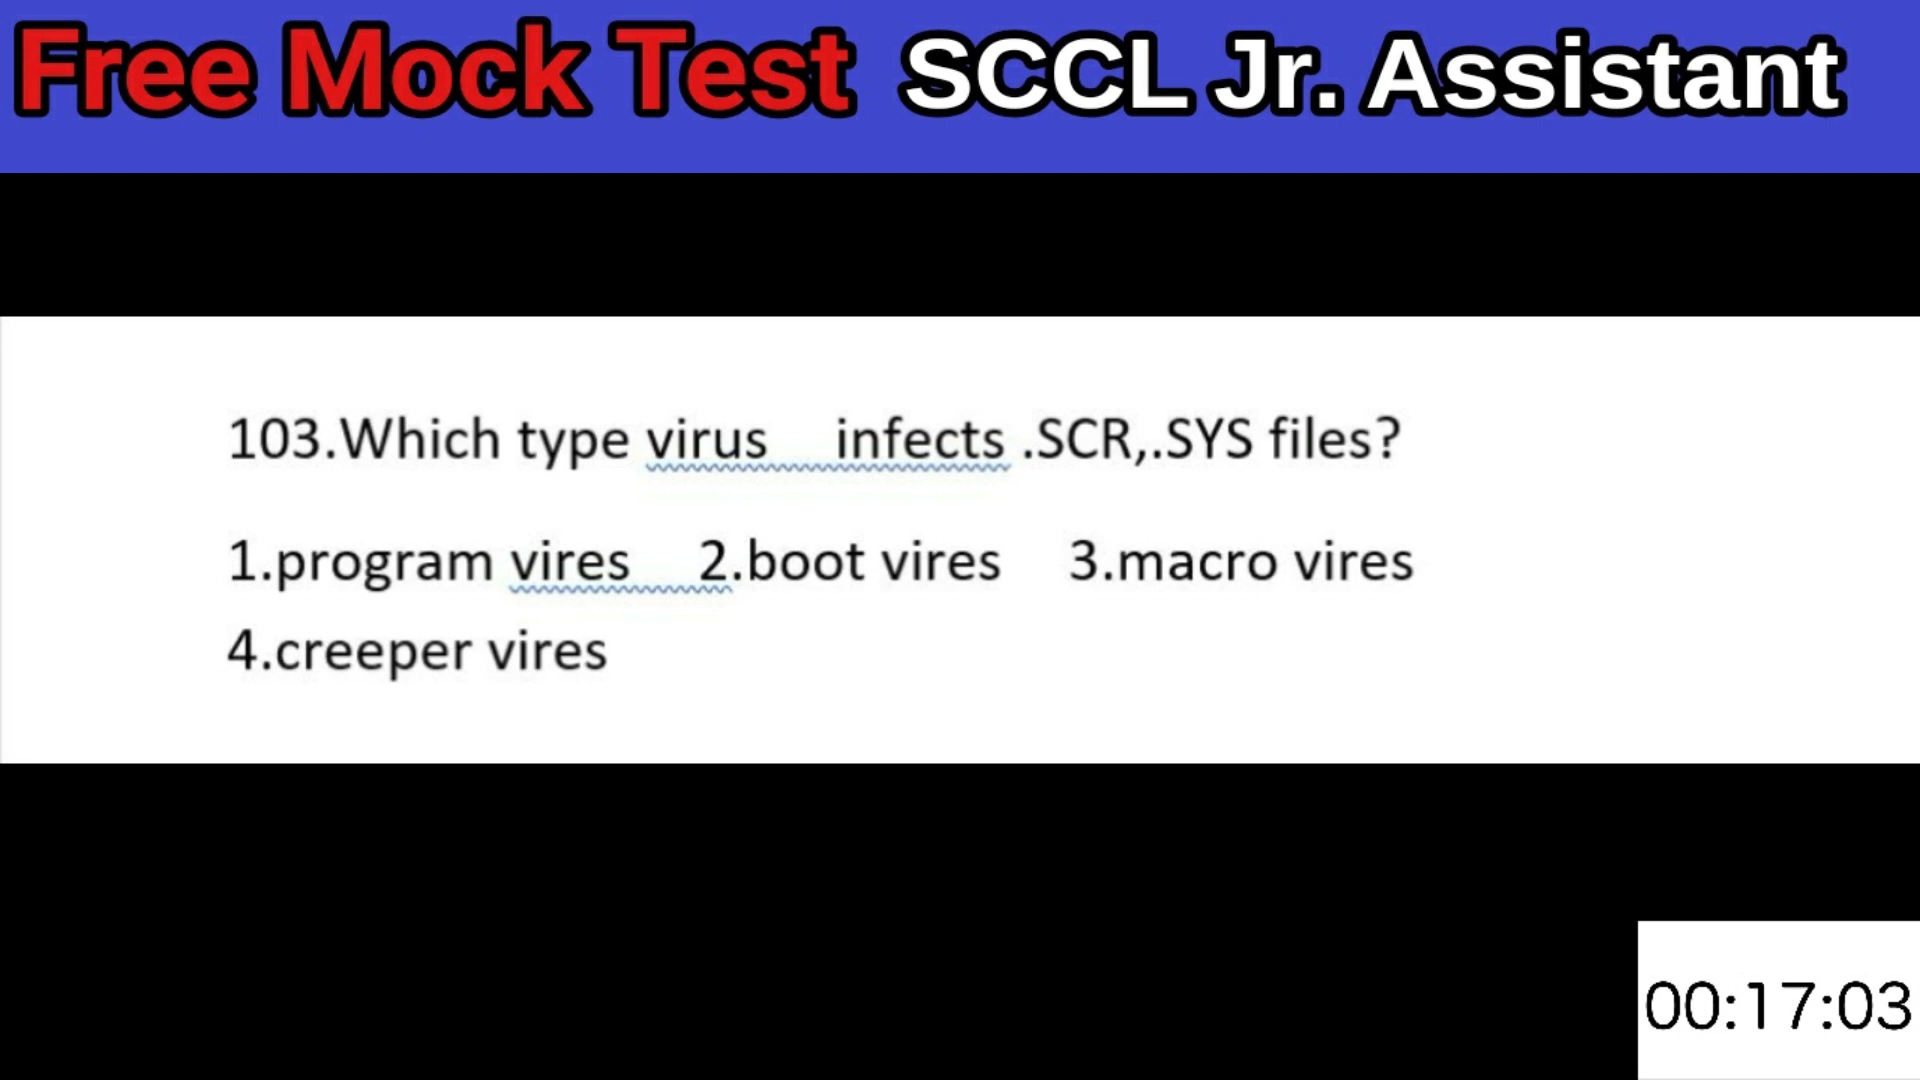 Free Mock Test SCCL Jr. Assistant
103.Which type virus infects .SCR,.SYS files?
1.program vires 2.boot vires 3.macro vires
4.creeper vires
00:17:03